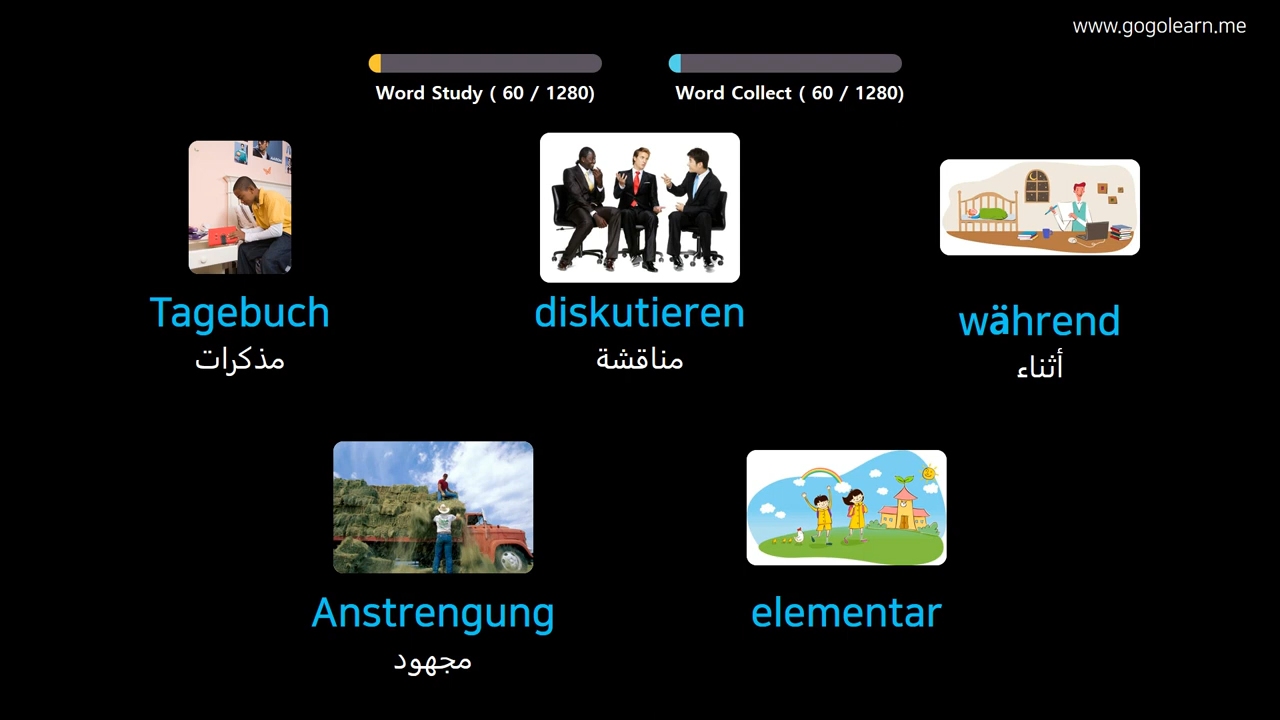 www.gogolearn.me
Word Study ( 60 / 1280)
Word Collect ( 60 / 1280)
Tagebuch
مذكرات
diskutieren
مناقشة
während
أثناء
Anstrengung
مجهود
elementar